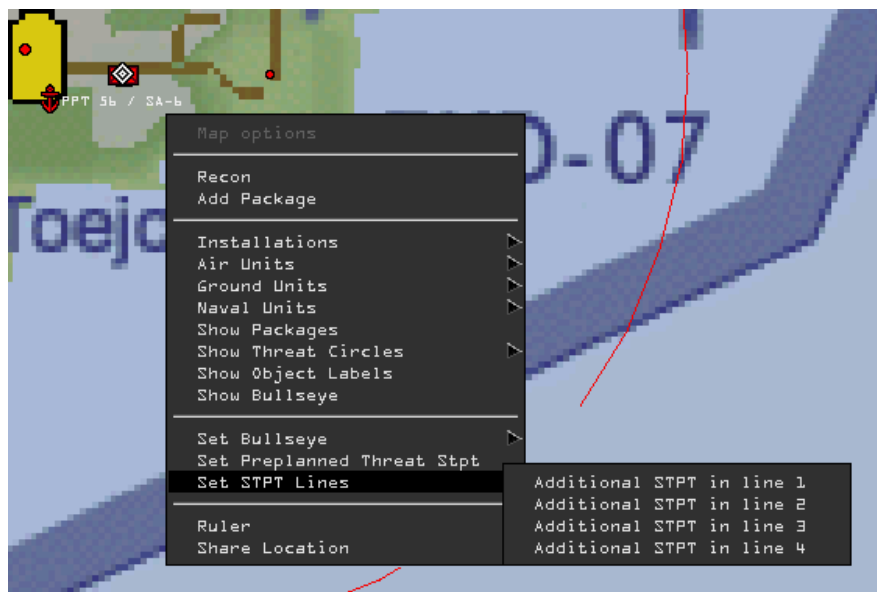 PPT 56 / SA-6
D-07
Toejo
Map options
Recon
Add Package
Installations
Air Units
Ground Units
Naval Units
Show Packages
Show Threat Circles
Show Object Labels
Show Bullseye
Set Bullseye
Set Preplanned Threat Stpt
Set STPT Lines
Additional STPT in line 1
Additional STPT in line 2
Additional STPT in line 3
Additional STPT in line 4
Ruler
Share Location